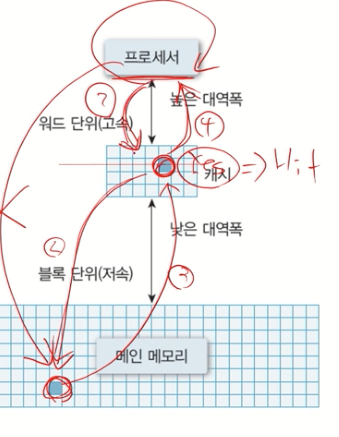 프로세서
높은 대역폭
워드 단위(고속)
④
캐시 => Hit
낮은 대역폭
②
블록 단위(저속)
③
메인 메모리